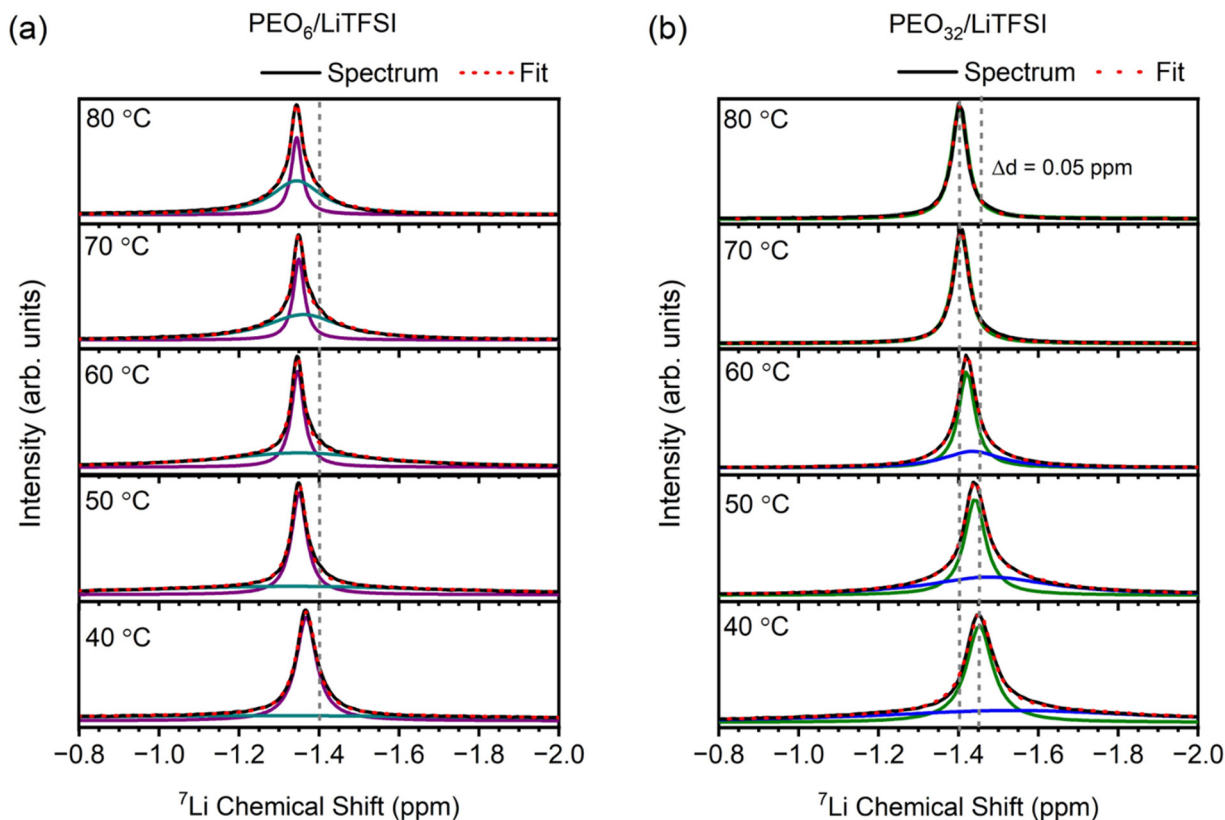 (a)
PEO₆/LiTFSI
Spectrum Fit
80 °C
70 °C
60 °C
50 °C
40 °C
Intensity (arb. units)
−0.8 −1.0 −1.2 −1.4 −1.6 −1.8 −2.0
⁷Li Chemical Shift (ppm)
(b)
PEO₃₂/LiTFSI
Spectrum Fit
80 °C
Δd = 0.05 ppm
70 °C
60 °C
50 °C
40 °C
Intensity (arb. units)
−0.8 −1.0 −1.2 −1.4 −1.6 −1.8 −2.0
⁷Li Chemical Shift (ppm)